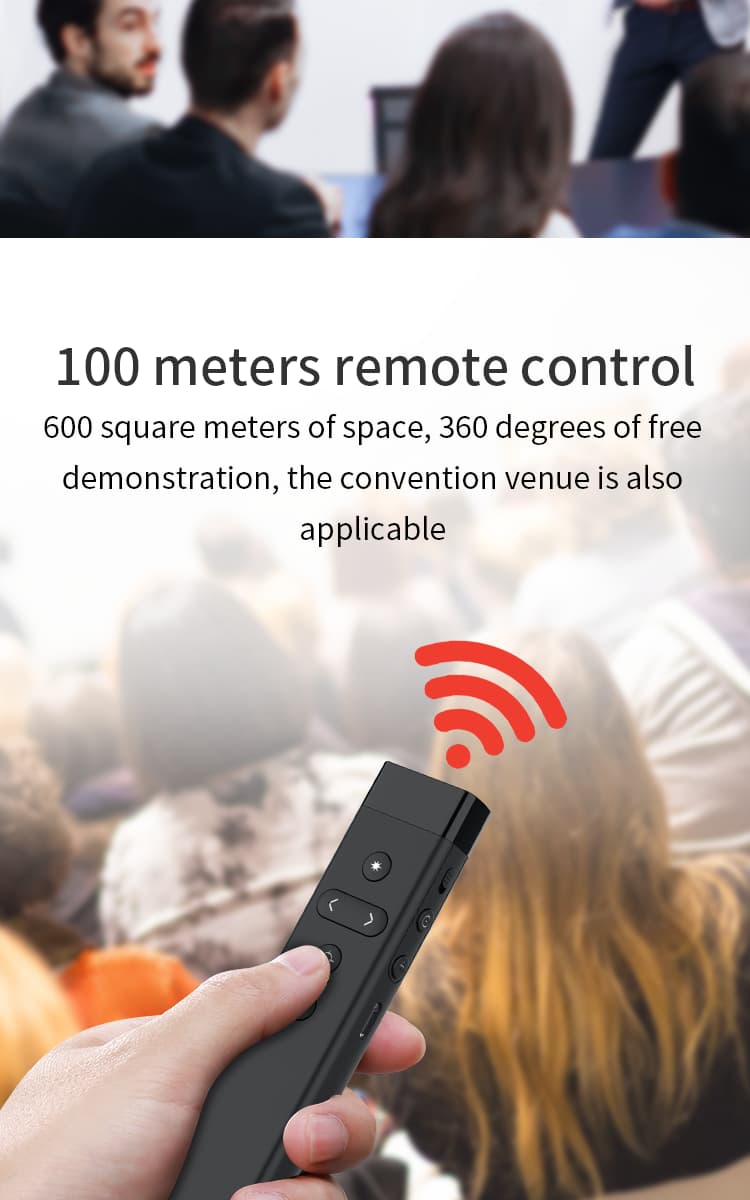 100 meters remote control
600 square meters of space, 360 degrees of free
demonstration, the convention venue is also
applicable